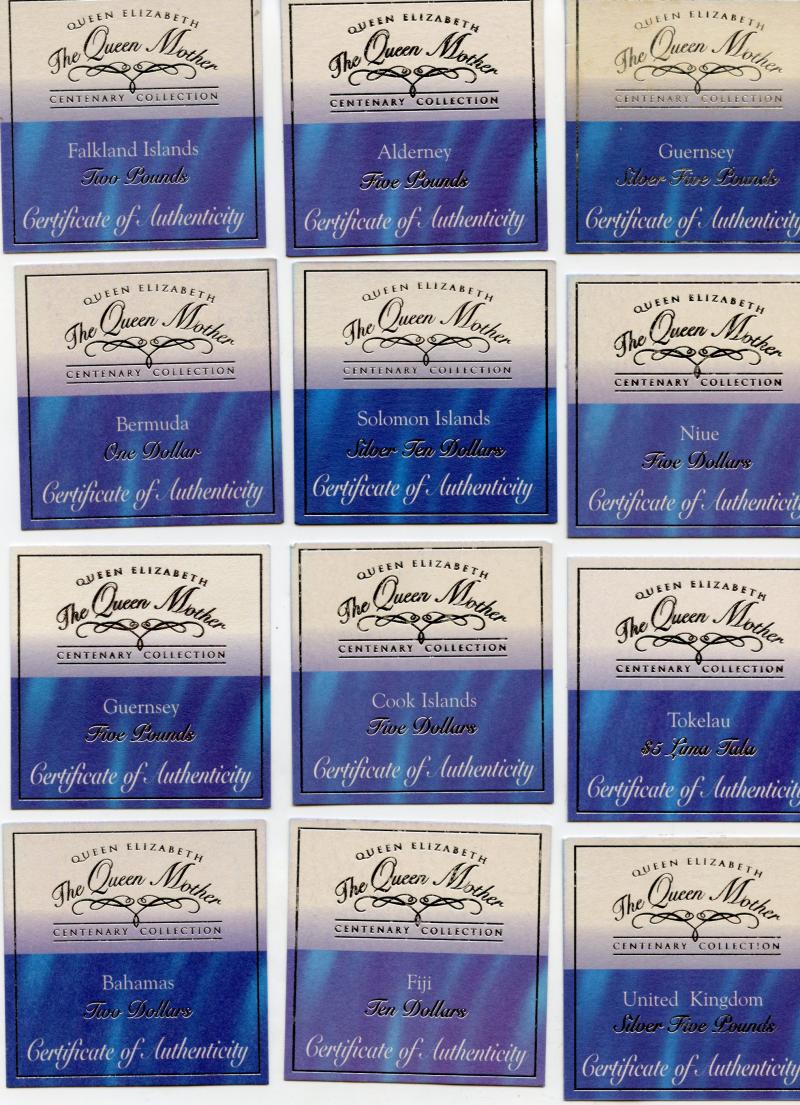 QUEEN ELIZABETH
The Queen Mother
CENTENARY COLLECTION
Falkland Islands
Two Pounds
Certificate of Authenticity
QUEEN ELIZABETH
The Queen Mother
CENTENARY COLLECTION
Alderney
Five Pounds
Certificate of Authenticity
QUEEN ELIZABETH
The Queen Mother
CENTENARY COLLECTION
Guernsey
Silver Five Pounds
Certificate of Authenticity
QUEEN ELIZABETH
The Queen Mother
CENTENARY COLLECTION
Bermuda
One Dollar
Certificate of Authenticity
QUEEN ELIZABETH
The Queen Mother
CENTENARY COLLECTION
Solomon Islands
Silver Ten Dollars
Certificate of Authenticity
QUEEN ELIZABETH
The Queen Mother
CENTENARY COLLECTION
Niue
Five Dollars
Certificate of Authenticity
QUEEN ELIZABETH
The Queen Mother
CENTENARY COLLECTION
Guernsey
Five Pounds
Certificate of Authenticity
QUEEN ELIZABETH
The Queen Mother
CENTENARY COLLECTION
Cook Islands
Five Dollars
Certificate of Authenticity
QUEEN ELIZABETH
The Queen Mother
CENTENARY COLLECTION
Tokelau
$5 Lima Tala
Certificate of Authenticity
QUEEN ELIZABETH
The Queen Mother
CENTENARY COLLECTION
Bahamas
Two Dollars
Certificate of Authenticity
QUEEN ELIZABETH
The Queen Mother
CENTENARY COLLECTION
Fiji
Ten Dollars
Certificate of Authenticity
QUEEN ELIZABETH
The Queen Mother
CENTENARY COLLECTION
United Kingdom
Silver Five Pounds
Certificate of Authenticity